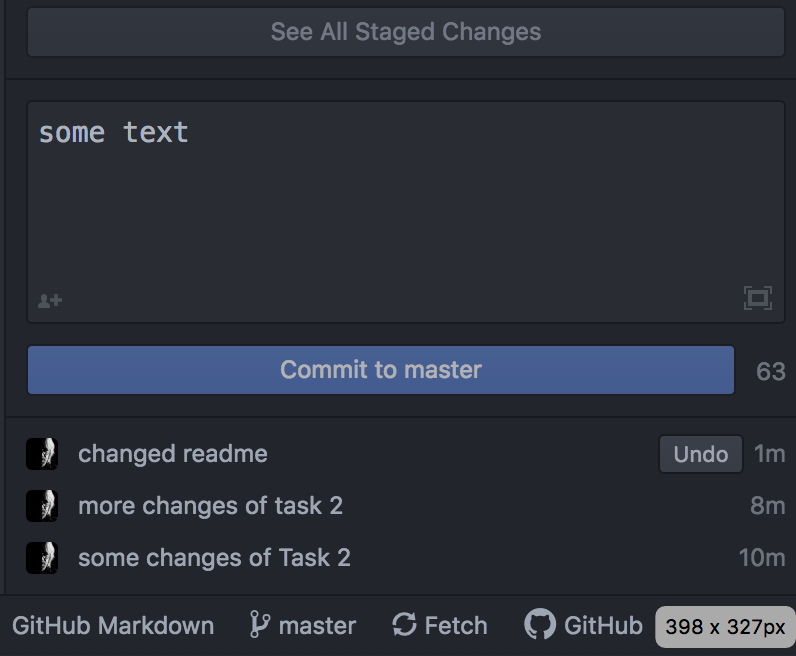 See All Staged Changes
some text
Commit to master 63
changed readme Undo 1m
more changes of task 2 8m
some changes of Task 2 10m
GitHub Markdown master Fetch GitHub 398 x 327px